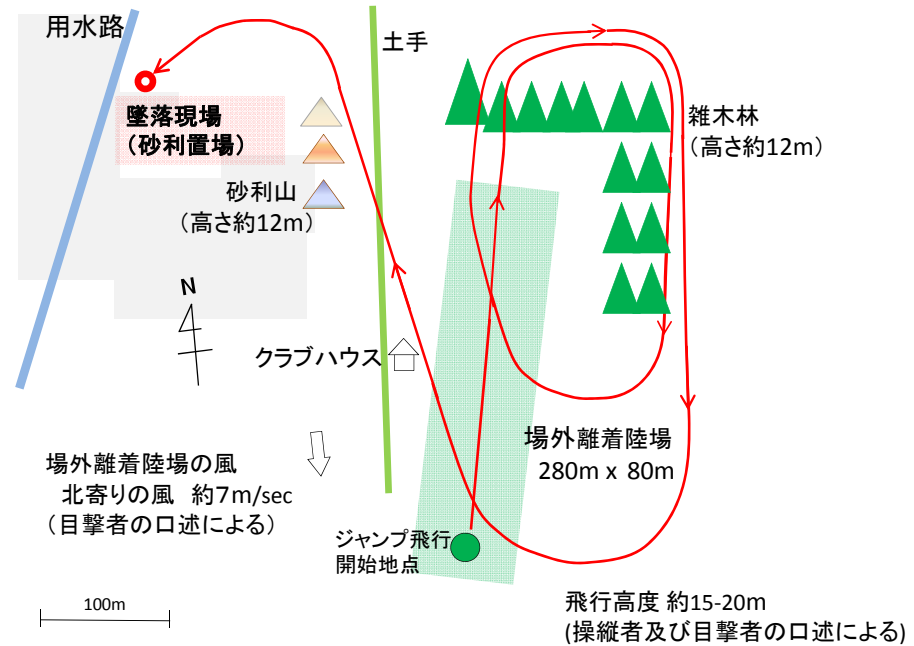 用水路
土手
墜落現場
（砂利置場）
雑木林
（高さ約12m）
砂利山
（高さ約12m）
N
クラブハウス
場外離着陸場
280m x 80m
場外離着陸場の風
北寄りの風 約７m/sec
（目撃者の口述による）
ジャンプ飛行
開始地点
100m
飛行高度 約15-20m
(操縦者及び目撃者の口述による)